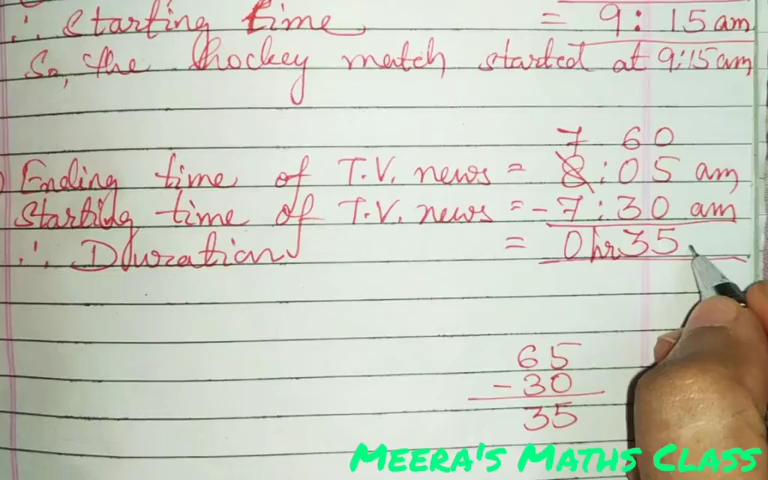 ∴ Starting time = 9 : 15 am
So, the hockey match started at 9:15 am
7 60
) Ending time of T.V. news = 8 : 05 am
Starting time of T.V. news = - 7 : 30 am
∴ Duration = 0 hr 35
65
- 30
35
MEERA'S MATHS CLASS